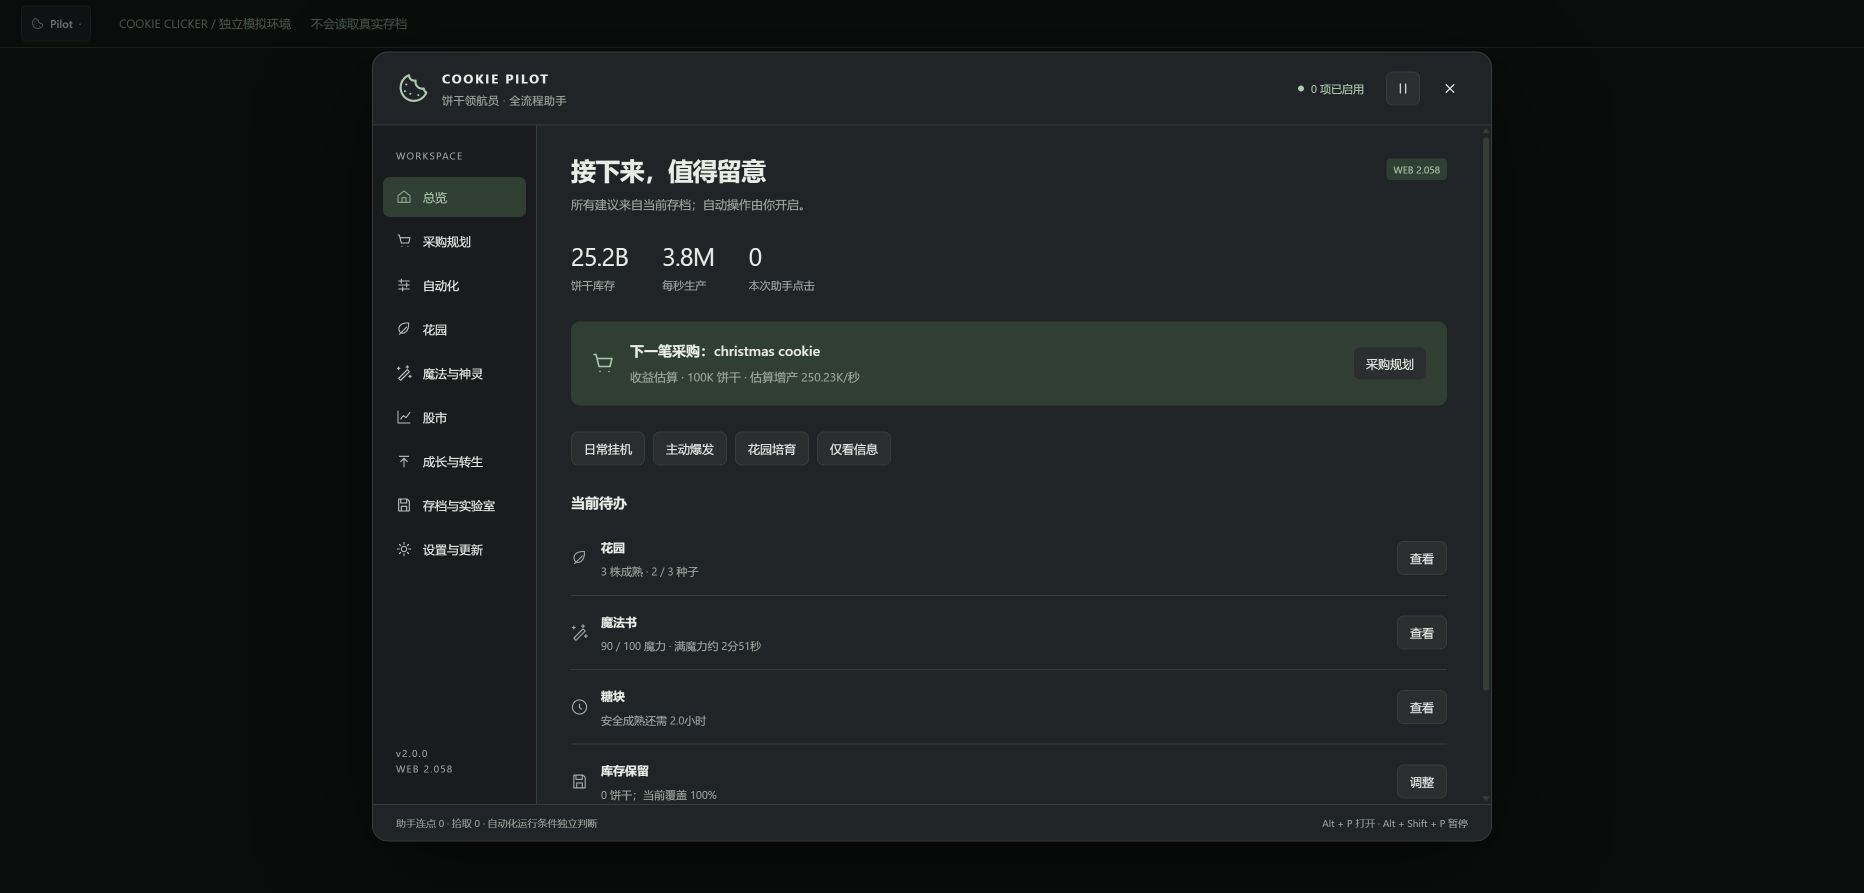 Pilot ·
COOKIE CLICKER / 独立模拟环境
不会读取真实存档
COOKIE PILOT
饼干领航员 · 全流程助手
0 项已启用
WORKSPACE
总览
采购规划
自动化
花园
魔法与神灵
股市
成长与转生
存档与实验室
设置与更新
v2.0.0
WEB 2.058
接下来，值得留意
WEB 2.058
所有建议来自当前存档；自动操作由你开启。
25.2B
饼干库存
3.8M
每秒生产
0
本次助手点击
下一笔采购：christmas cookie
收益估算 · 100K 饼干 · 估算增产 250.23K/秒
采购规划
日常挂机
主动爆发
花园培育
仅看信息
当前待办
花园
3 株成熟 · 2 / 3 种子
查看
魔法书
90 / 100 魔力 · 满魔力约 2分51秒
查看
糖块
安全成熟还需 2.0小时
查看
库存保留
0 饼干；当前覆盖 100%
调整
助手连点 0 · 拾取 0 · 自动化运行条件独立判断
Alt + P 打开 · Alt + Shift + P 暂停